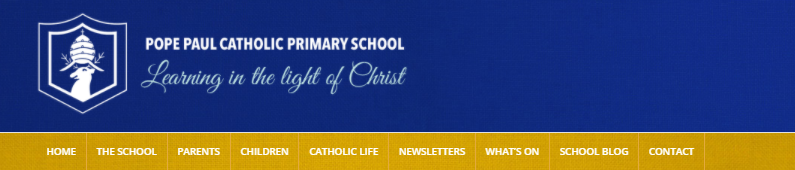 POPE PAUL CATHOLIC PRIMARY SCHOOL
Learning in the light of Christ
HOME THE SCHOOL PARENTS CHILDREN CATHOLIC LIFE NEWSLETTERS WHAT'S ON SCHOOL BLOG CONTACT